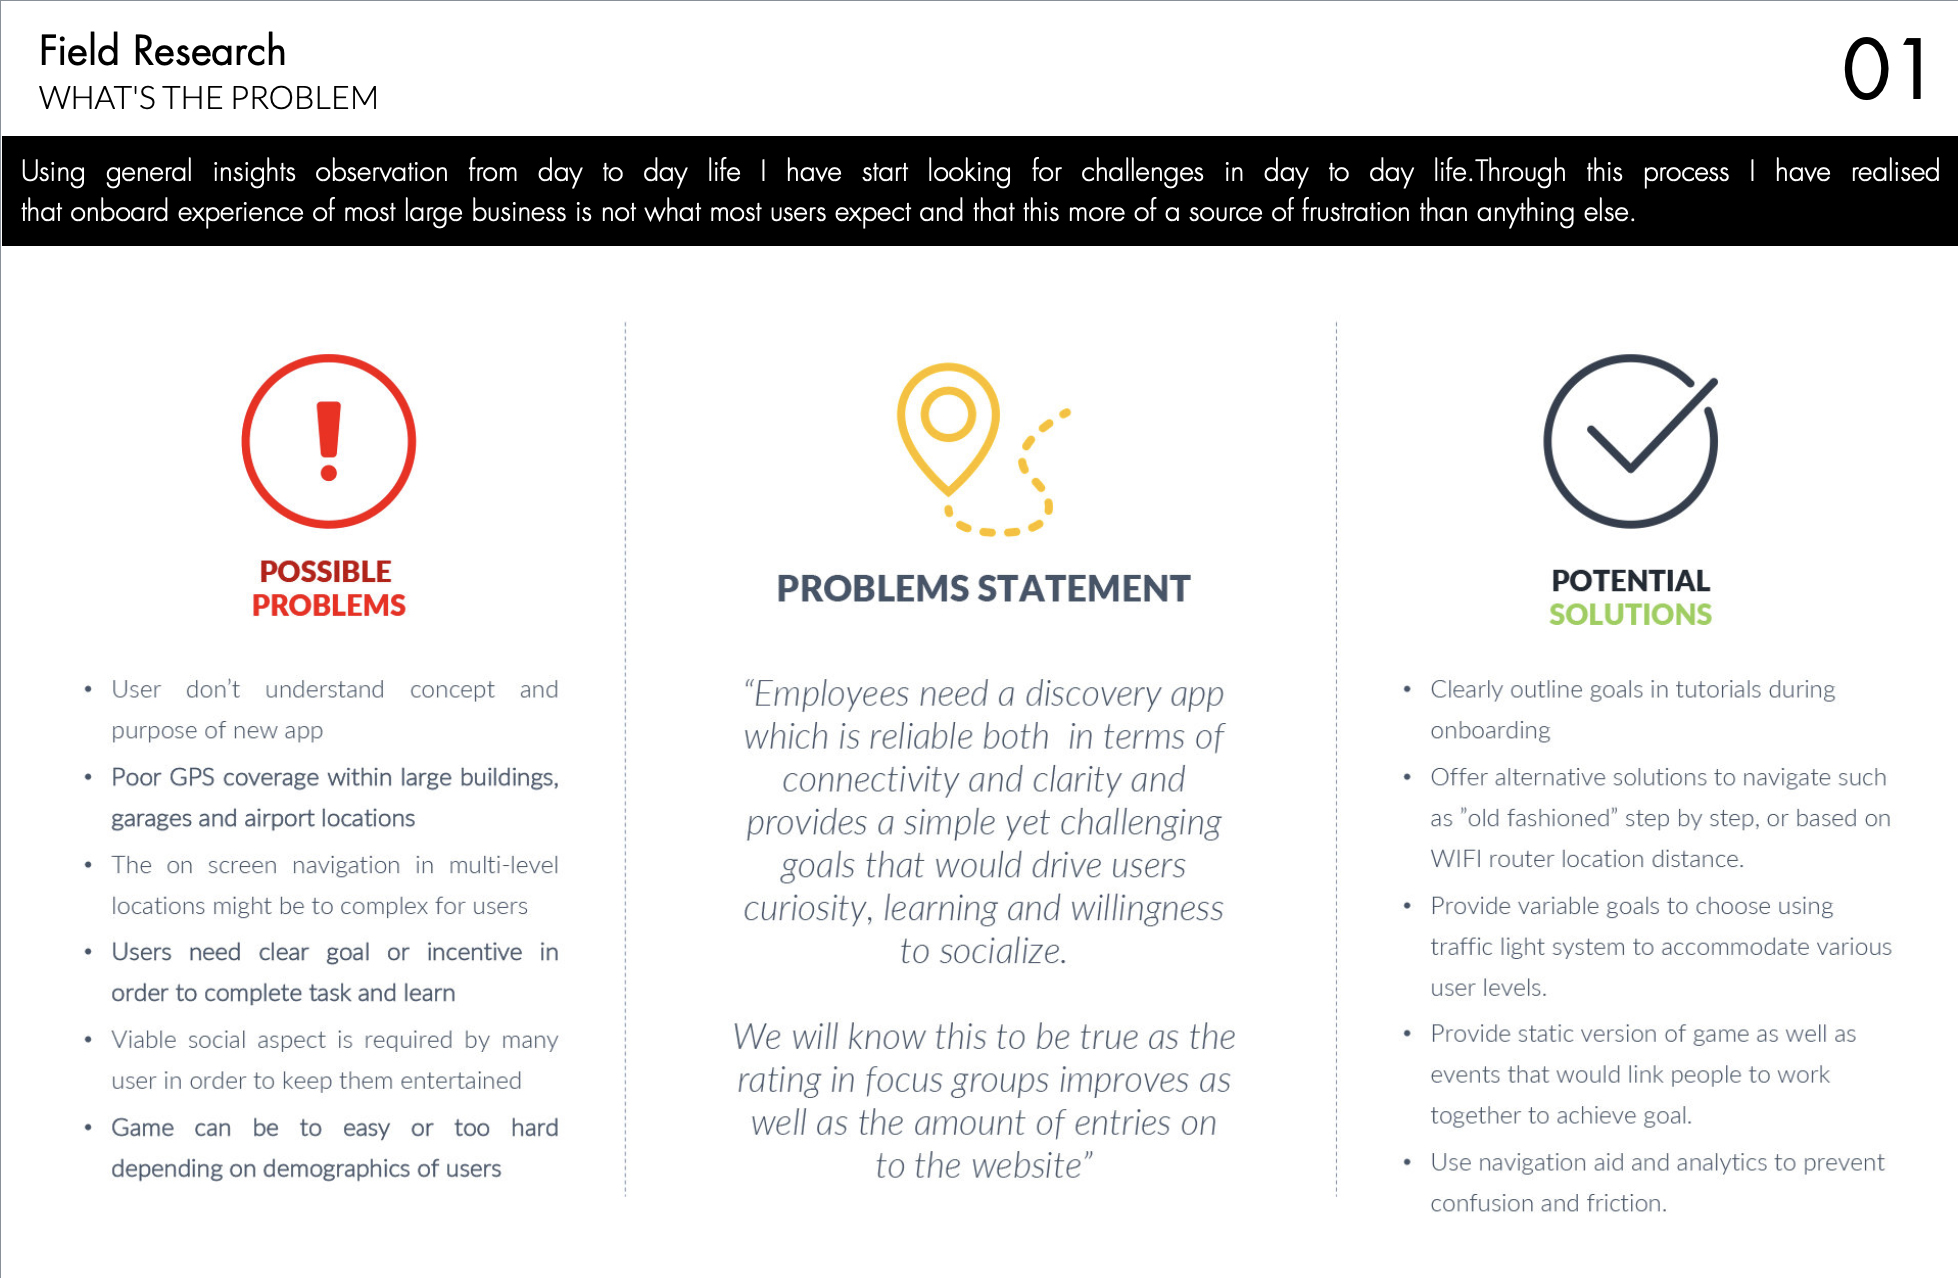 Field Research
WHAT'S THE PROBLEM
01
Using general insights observation from day to day life I have start looking for challenges in day to day life.Through this process I have realised
that onboard experience of most large business is not what most users expect and that this more of a source of frustration than anything else.
POSSIBLE
PROBLEMS
• User don’t understand concept and
purpose of new app
• Poor GPS coverage within large buildings,
garages and airport locations
• The on screen navigation in multi-level
locations might be to complex for users
• Users need clear goal or incentive in
order to complete task and learn
• Viable social aspect is required by many
user in order to keep them entertained
• Game can be to easy or too hard
depending on demographics of users
PROBLEMS STATEMENT
“Employees need a discovery app
which is reliable both in terms of
connectivity and clarity and
provides a simple yet challenging
goals that would drive users
curiosity, learning and willingness
to socialize.
We will know this to be true as the
rating in focus groups improves as
well as the amount of entries on
to the website”
POTENTIAL
SOLUTIONS
• Clearly outline goals in tutorials during
onboarding
• Offer alternative solutions to navigate such
as ”old fashioned” step by step, or based on
WIFI router location distance.
• Provide variable goals to choose using
traffic light system to accommodate various
user levels.
• Provide static version of game as well as
events that would link people to work
together to achieve goal.
• Use navigation aid and analytics to prevent
confusion and friction.